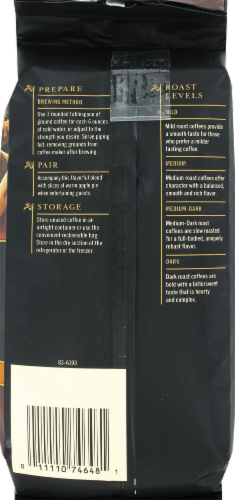 PREPARE
BREWING METHOD
Use 1 rounded tablespoon of
ground coffee for each 6 ounces
of cold water, or adjust to the
strength you desire. Serve piping
hot, removing grounds from
coffee maker after brewing.
PAIR
Accompany this flavorful blend
with slices of warm apple pie
when entertaining guests.
STORAGE
Store unused coffee in an
airtight container or use the
convenient reclosable bag.
Store in the dry section of the
refrigerator or the freezer.
83-6393
0 11110 74648 1
ROAST
LEVELS
MILD
Mild roast coffees provide
a smooth taste for those
who prefer a milder
tasting coffee.
MEDIUM
Medium roast coffees offer
character with a balanced,
smooth and rich flavor.
MEDIUM-DARK
Medium-Dark roast
coffees are slow roasted
for a full-bodied, uniquely
robust flavor.
DARK
Dark roast coffees are
bold with a bittersweet
taste that is hearty
and complex.